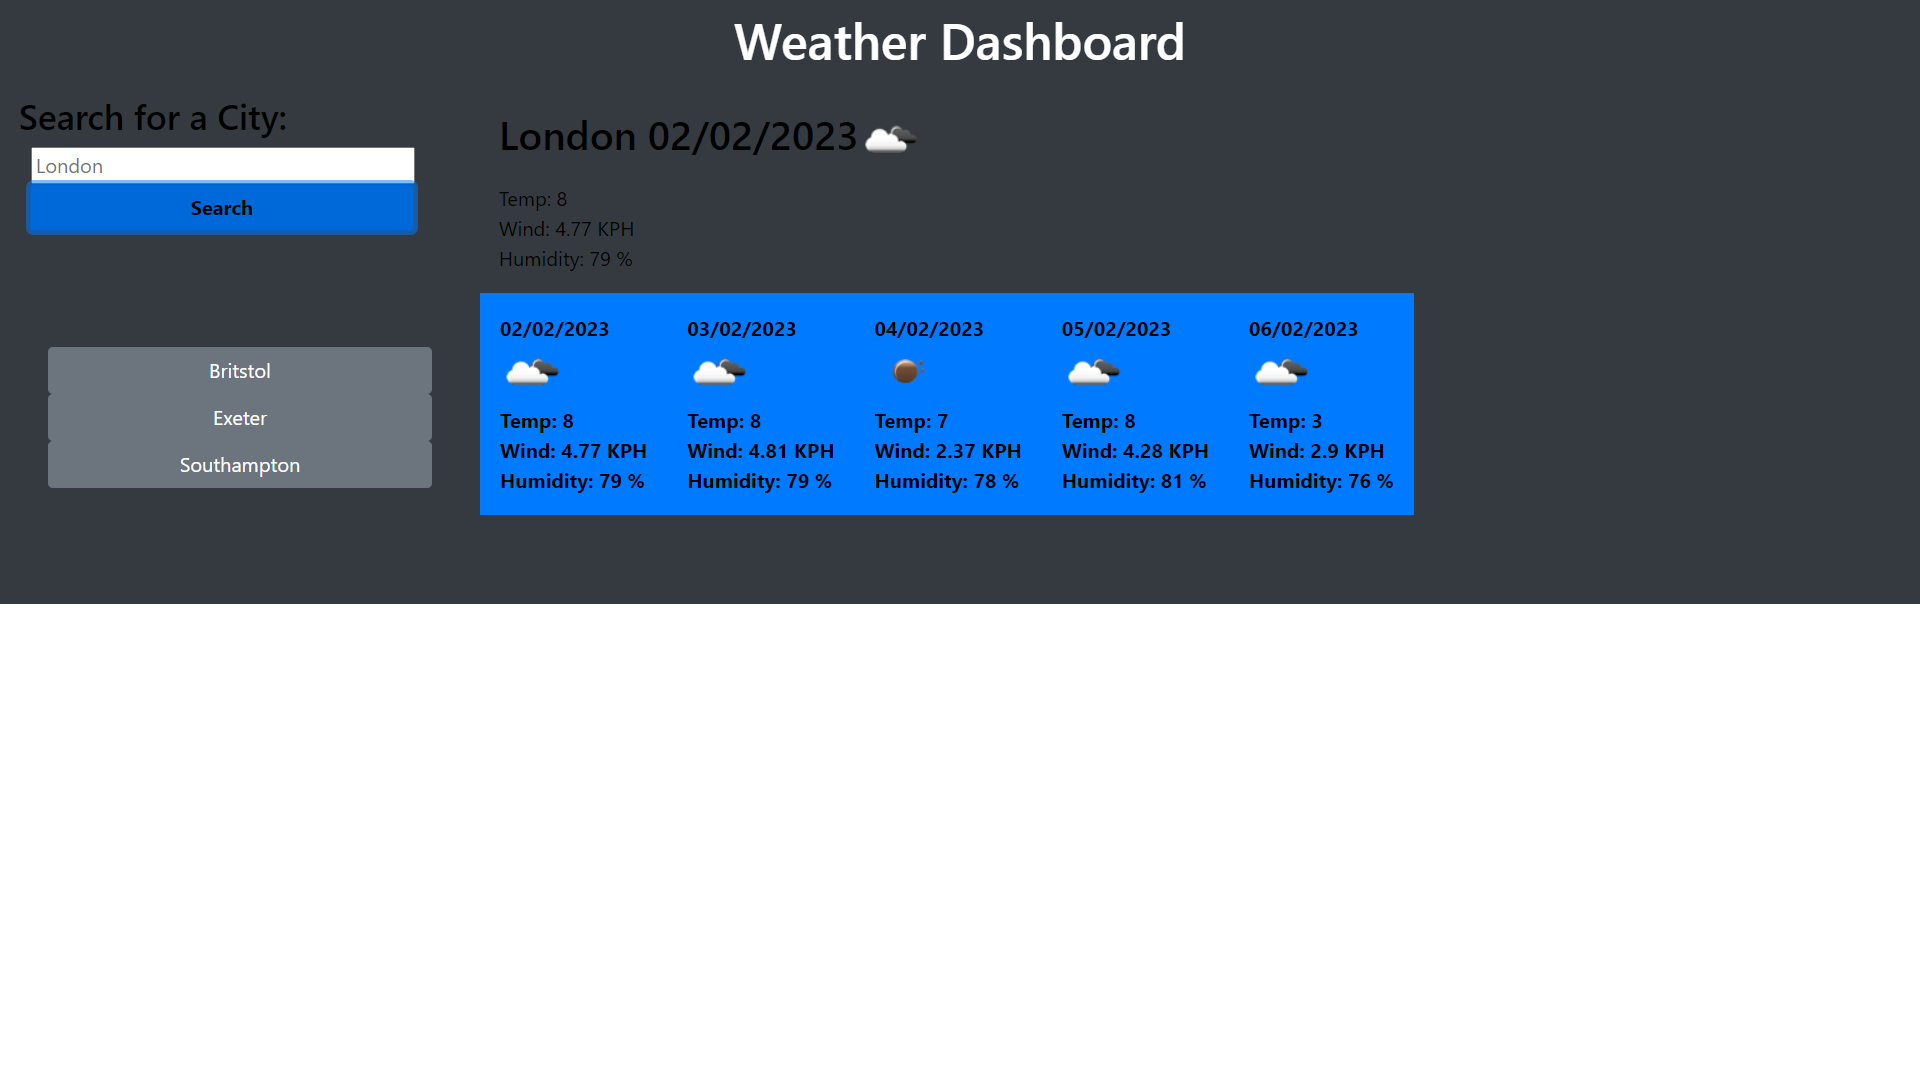 Weather Dashboard
Search for a City:
London
Search
Britstol
Exeter
Southampton
London 02/02/2023
Temp: 8
Wind: 4.77 KPH
Humidity: 79 %
02/02/2023
Temp: 8
Wind: 4.77 KPH
Humidity: 79 %
03/02/2023
Temp: 8
Wind: 4.81 KPH
Humidity: 79 %
04/02/2023
Temp: 7
Wind: 2.37 KPH
Humidity: 78 %
05/02/2023
Temp: 8
Wind: 4.28 KPH
Humidity: 81 %
06/02/2023
Temp: 3
Wind: 2.9 KPH
Humidity: 76 %